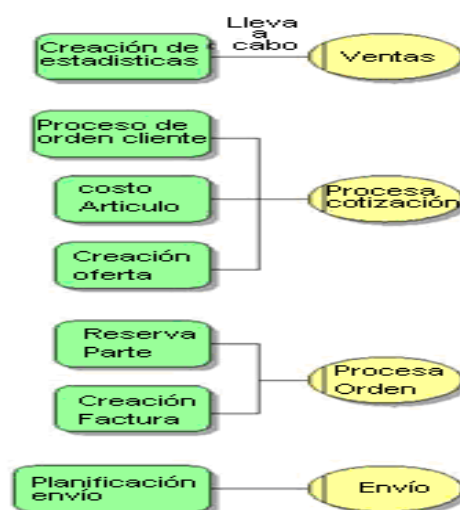 Lleva
a
cabo
Creación de
estadisticas
Ventas
Proceso de
orden cliente
costo
Articulo
Procesa
cotización
Creación
oferta
Reserva
Parte
Procesa
Orden
Creación
Factura
Planificación
envío
Envío